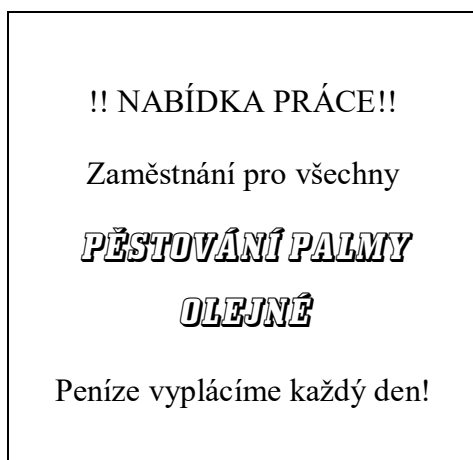 !! NABÍDKA PRÁCE!!
Zaměstnání pro všechny
PĚSTOVÁNÍ PALMY
OLEJNÉ
Peníze vyplácíme každý den!